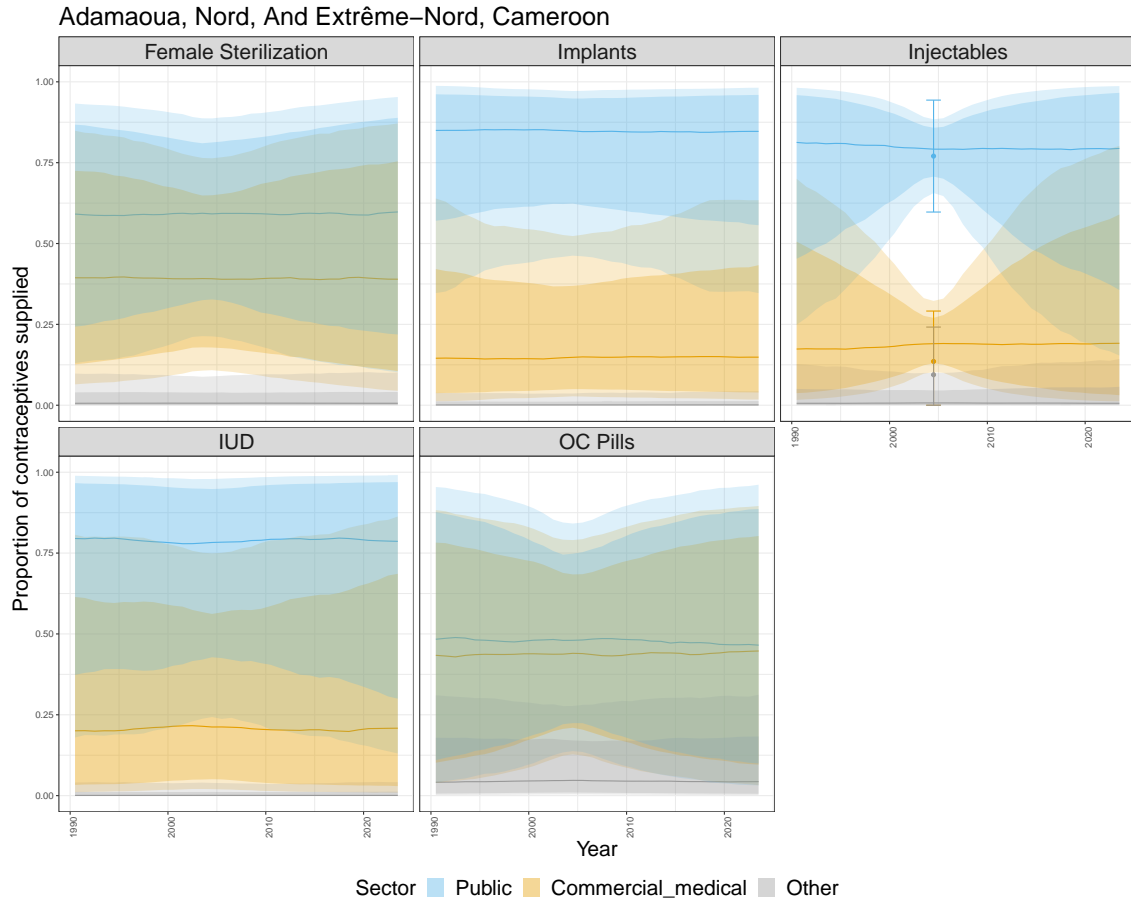 Adamaoua, Nord, And Extrême−Nord, Cameroon
Female Sterilization
Implants
Injectables
1.00
0.75
0.50
0.25
0.00
1990
2000
2010
2020
IUD
OC Pills
1.00
0.75
0.50
0.25
0.00
1990
2000
2010
2020
1990
2000
2010
2020
Proportion of contraceptives supplied
Year
Sector Public Commercial_medical Other